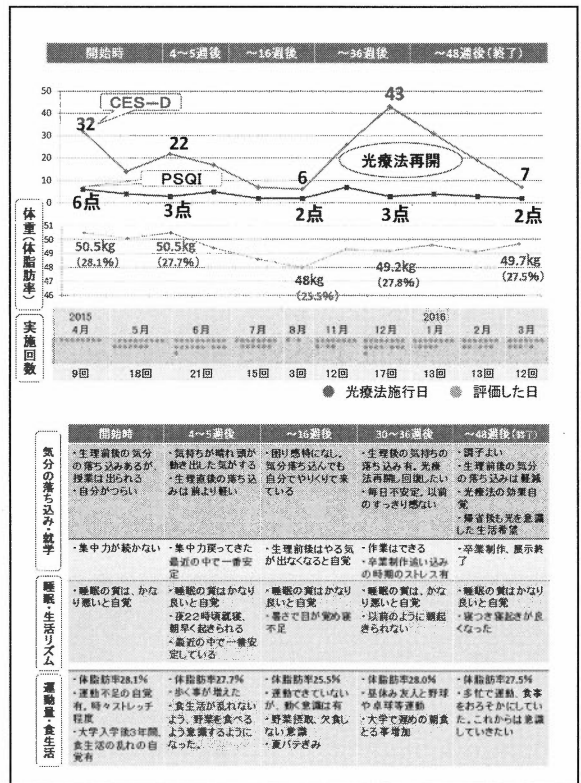 開始時 4〜5週後 〜16週後 〜36週後 〜48週後(終了)
50
40
30
20
10
0
CES-D
32
22
6
43
7
光療法再開
PSQI
6点
3点
2点
3点
2点
体重(体脂肪率)
51
50
49
48
47
46
50.5kg
(28.1%)
50.5kg
(27.7%)
48kg
(25.5%)
49.2kg
(27.8%)
49.7kg
(27.5%)
実施回数
2015 2016
4月 5月 6月 7月 8月 11月 12月 1月 2月 3月
9回 18回 21回 15回 3回 12回 17回 13回 13回 12回
光療法施行日 評価した日
開始時 4〜5週後 〜16週後 30〜36週後 〜48週後(終了)
気分の落ち込み・就学
・生理前後の気分
の落ち込みあるが、
授業は出られる
・自分がつらい
・気持ちが晴れ頭が
動き出した気がする
・生理直後の落ち込
みは前より軽い
・困り感特になし。
気分落ち込んでも
自分でやりくりで来
ている
・生理後の気持ちの
落ち込み有。光療
法再開し回復したい
・毎日不安定。以前
のすっきり感ない
・調子よい
・生理前後の気分
の落ち込みは軽減
・光療法の効果自
覚
・帰省後も光を意識
した生活希望
・集中力が続かない
・集中力戻ってきた
最近の中で一番安
定
・生理前後はやる気
が出なくなると自覚
・作業はできる
・卒業制作追い込み
の時期のストレス有
・卒業制作、展示終
了
睡眠・生活リズム
・睡眠の質は、かな
り悪いと自覚
・睡眠の質はかなり
良いと自覚
・夜22時頃就寝、
朝早く起きられる
・最近の中で一番安
定している
・睡眠の質はかなり
良いと自覚
・暑さで目が覚め寝
不足
・睡眠の質は、かな
り悪いと自覚
・以前のように朝起
きられない
・睡眠の質はかなり
良いと自覚
・寝つき寝起きが良
くなった
運動量・食生活
・体脂肪率28.1%
・運動不足の自覚
有。時々ストレッチ
程度
・大学入学後3年間、
食生活の乱れの自
覚有
・体脂肪率27.7%
・歩く事が増えた
・食生活が乱れない
よう、野菜を食べる
よう意識するように
なった。
・体脂肪率25.5%
・運動できていない
が、動く意識は有
・野菜摂取、欠食し
ない意識
・夏バテぎみ
・体脂肪率28.0%
・昼休み友人と野球
や卓球等運動
・大学で遅めの朝食
とる事増加
・体脂肪率27.5%
・多忙で運動、食事
をおろそかにしてい
た。これからは意識
していきたい